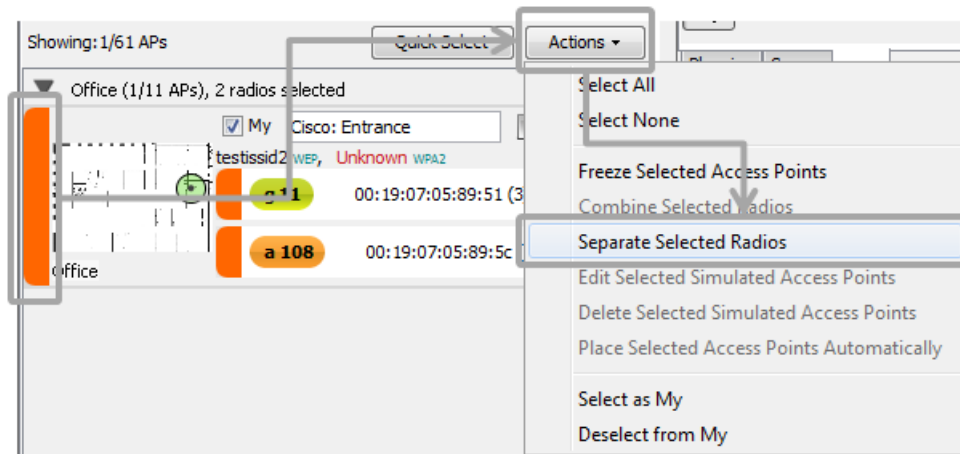 Showing: 1/61 APs
Quick Select
Actions
Office (1/11 APs), 2 radios selected
My Cisco: Entrance
testissid2 WEP, Unknown WPA2
g 11 00:19:07:05:89:51 (3
a 108 00:19:07:05:89:5c
Office
Select All
Select None
Freeze Selected Access Points
Combine Selected Radios
Separate Selected Radios
Edit Selected Simulated Access Points
Delete Selected Simulated Access Points
Place Selected Access Points Automatically
Select as My
Deselect from My